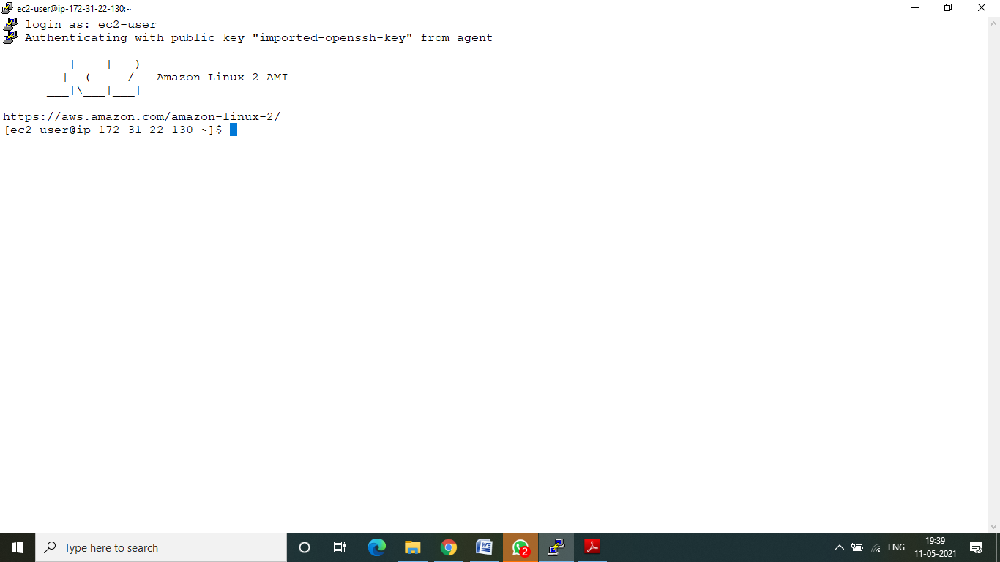 ec2-user@ip-172-31-22-130:~
login as: ec2-user
Authenticating with public key "imported-openssh-key" from agent
       __|  __|_  )
       _|  (     /   Amazon Linux 2 AMI
      ___|\___|___|
https://aws.amazon.com/amazon-linux-2/
[ec2-user@ip-172-31-22-130 ~]$
Type here to search
2
ENG
19:39
11-05-2021